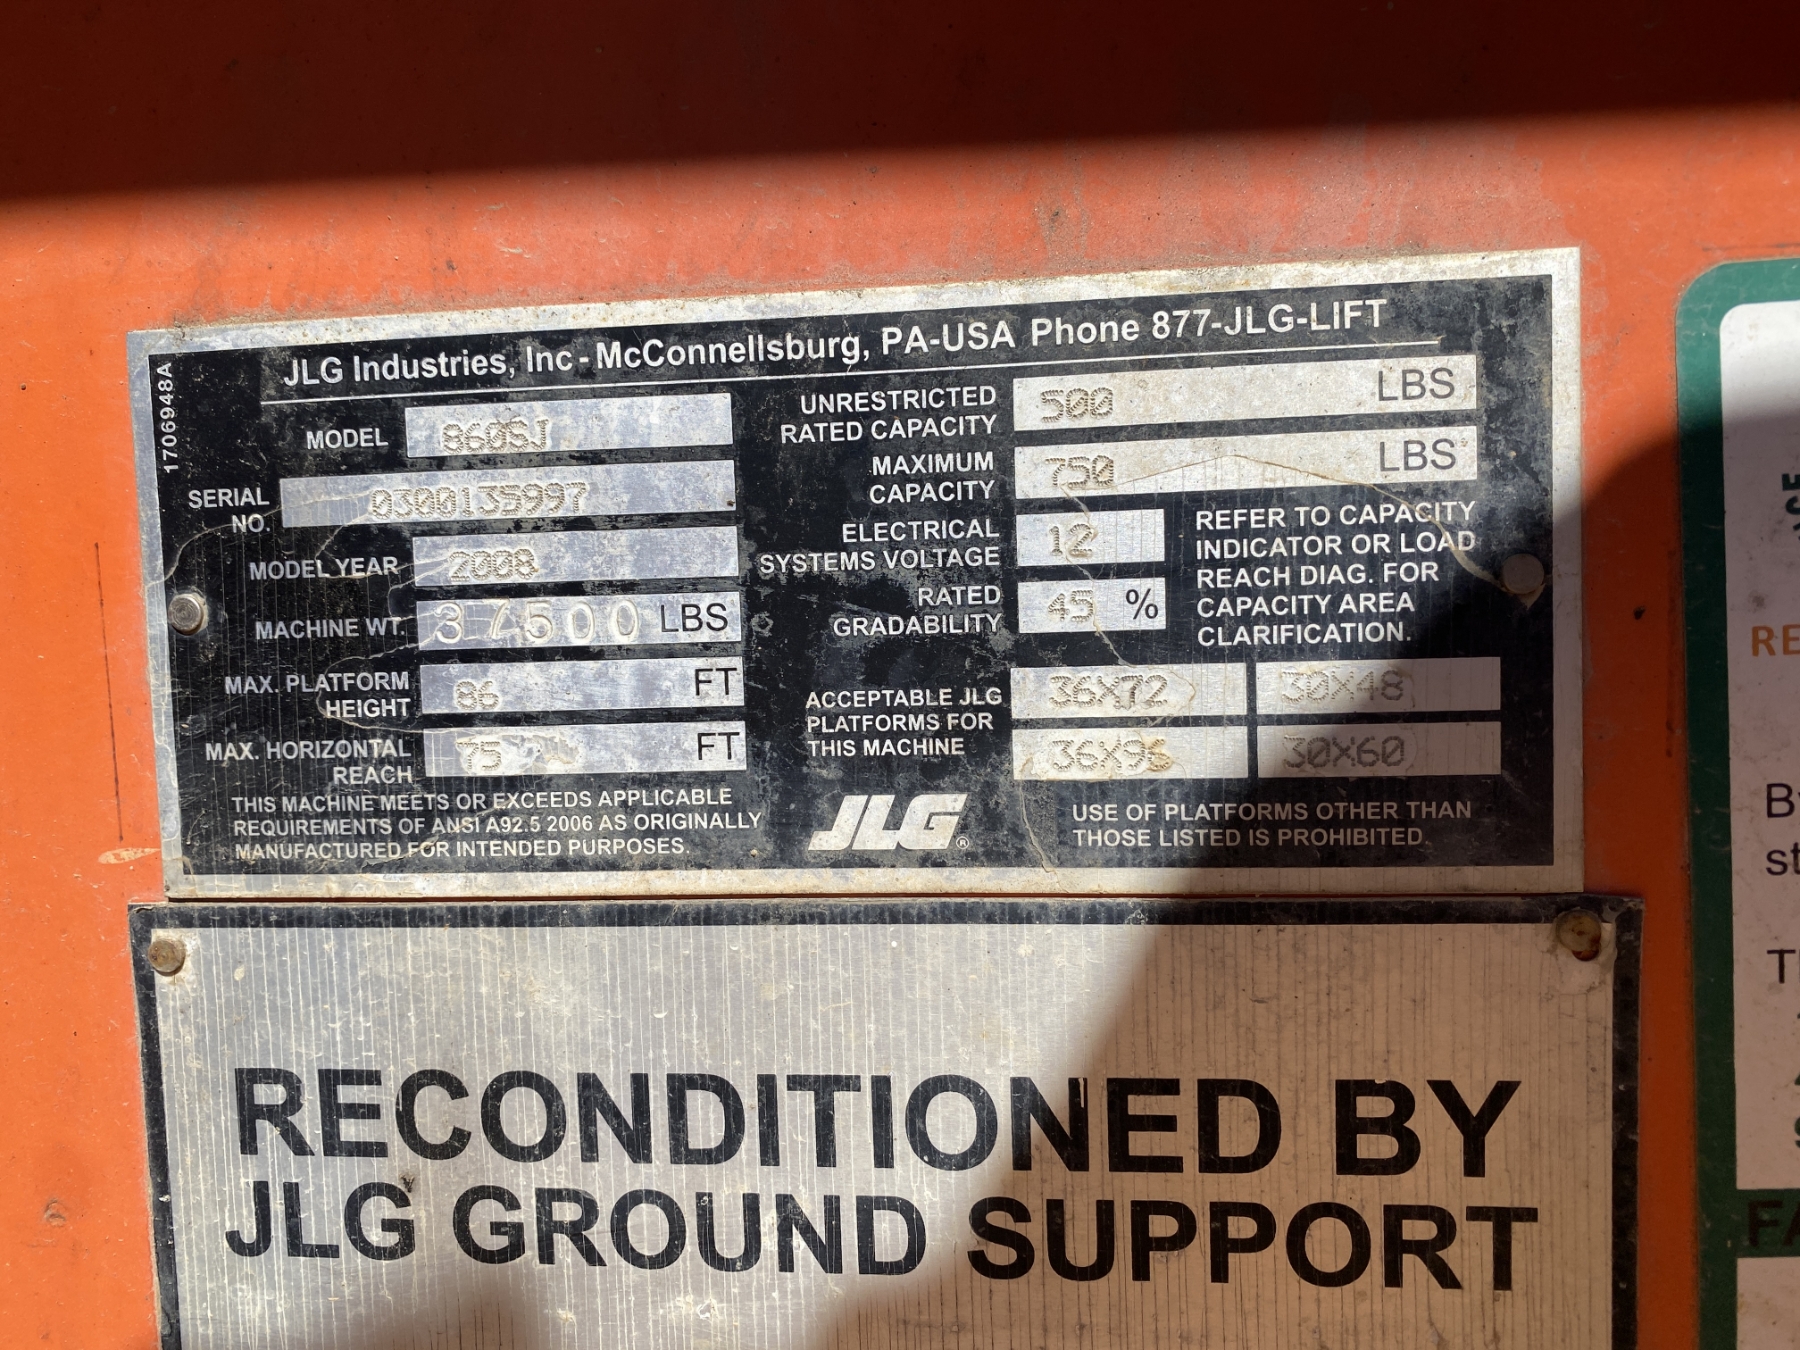 JLG Industries, Inc - McConnellsburg, PA-USA Phone 877-JLG-LIFT
1706948A
MODEL 860SJ
SERIAL NO. 0300135997
MODEL YEAR 2008
MACHINE WT. 37500 LBS
MAX. PLATFORM HEIGHT 86 FT
MAX. HORIZONTAL REACH 75 FT
THIS MACHINE MEETS OR EXCEEDS APPLICABLE
REQUIREMENTS OF ANSI A92.5 2006 AS ORIGINALLY
MANUFACTURED FOR INTENDED PURPOSES.
UNRESTRICTED RATED CAPACITY 500 LBS
MAXIMUM CAPACITY 750 LBS
ELECTRICAL SYSTEMS VOLTAGE 12
RATED GRADABILITY 45 %
REFER TO CAPACITY
INDICATOR OR LOAD
REACH DIAG. FOR
CAPACITY AREA
CLARIFICATION.
ACCEPTABLE JLG
PLATFORMS FOR
THIS MACHINE
36X72 30X48
36X96 30X60
JLG®
USE OF PLATFORMS OTHER THAN
THOSE LISTED IS PROHIBITED.
RECONDITIONED BY
JLG GROUND SUPPORT